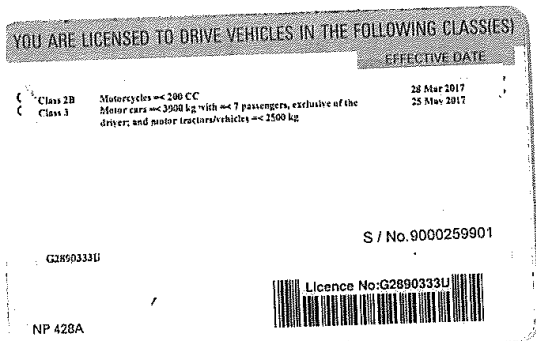 YOU ARE LICENSED TO DRIVE VEHICLES IN THE FOLLOWING CLASS(ES)
EFFECTIVE DATE
Class 2B Motorcycles =< 200 CC 28 Mar 2017
Class 3 Motor cars =< 3000 kg with =< 7 passengers, exclusive of the 25 May 2017
driver; and motor tractors/vehicles =< 2500 kg
S / No.9000259901
G2890333U
Licence No:G2890333U
NP 428A